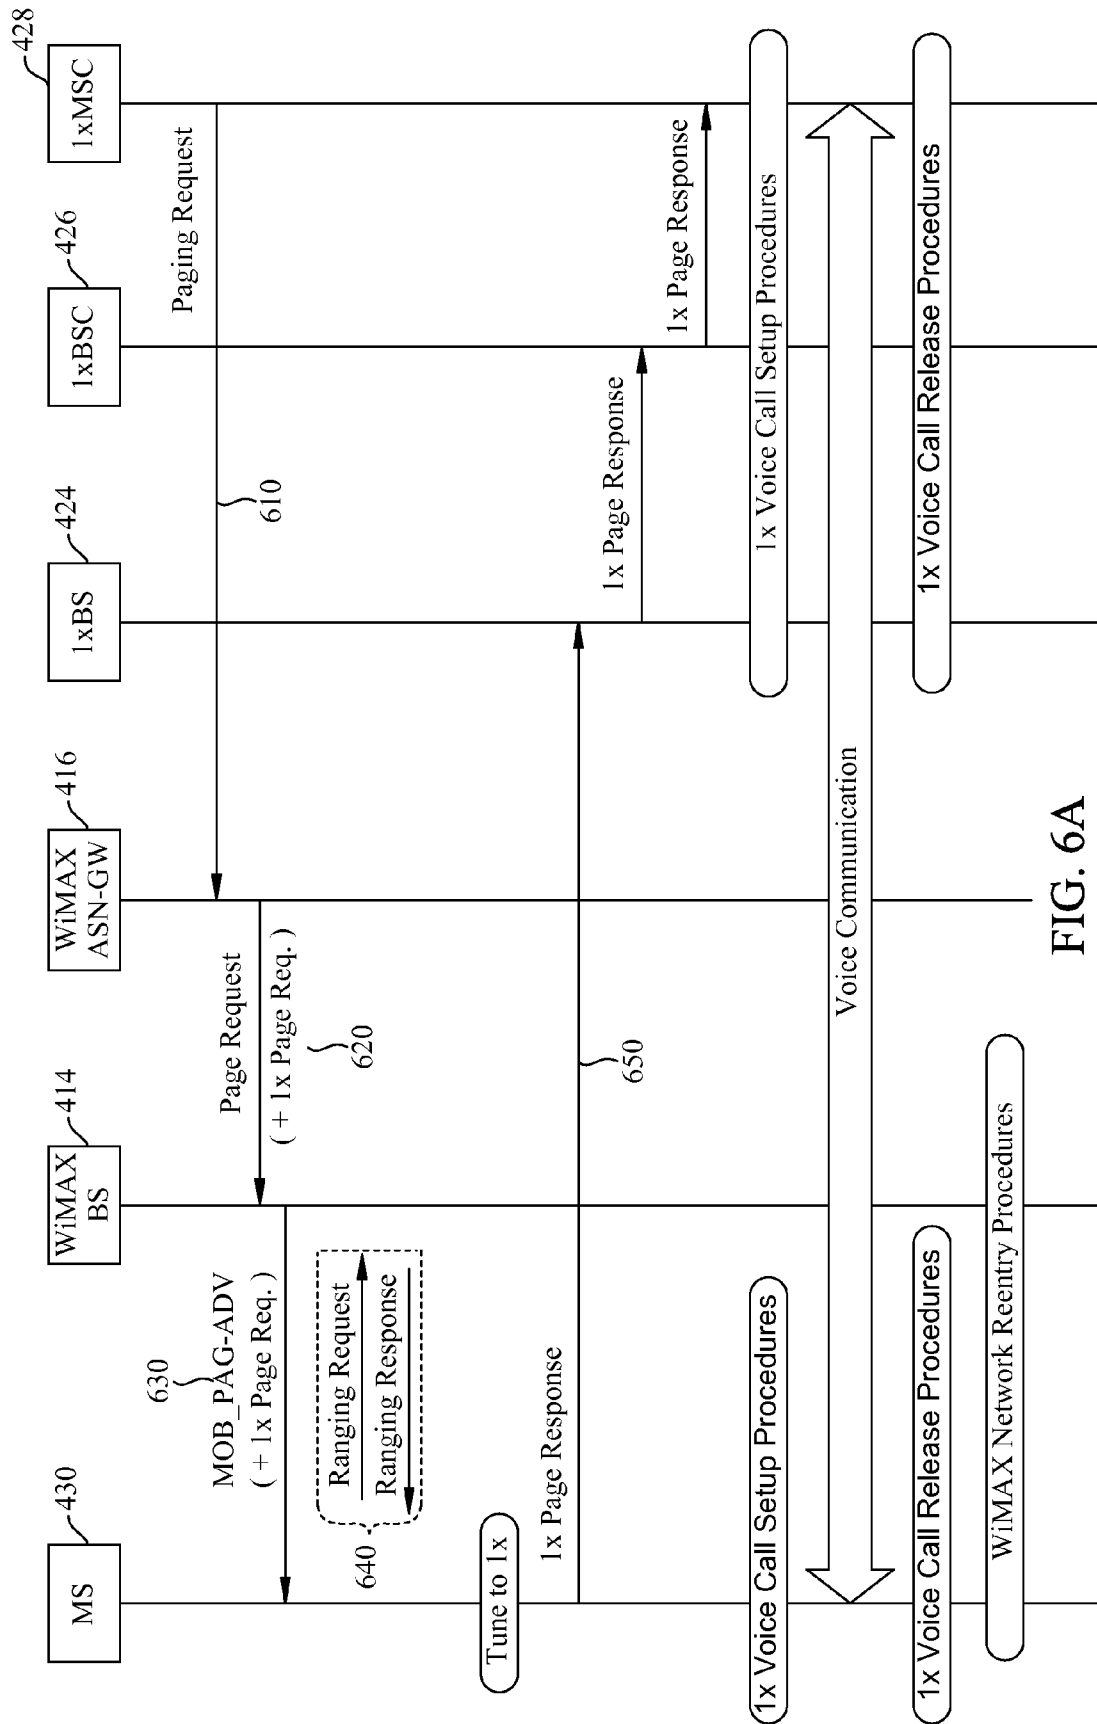 430
414
416
424
426
428
MS
WiMAX
BS
WiMAX
ASN-GW
1xBS
1xBSC
1xMSC
Paging Request
610
Page Request
( + 1x Page Req. )
620
630
MOB_PAG-ADV
( + 1x Page Req. )
Ranging Request
Ranging Response
640
Tune to 1x
1x Page Response
650
1x Page Response
1x Page Response
1x Voice Call Setup Procedures
1x Voice Call Setup Procedures
Voice Communication
1x Voice Call Release Procedures
1x Voice Call Release Procedures
WiMAX Network Reentry Procedures
FIG. 6A